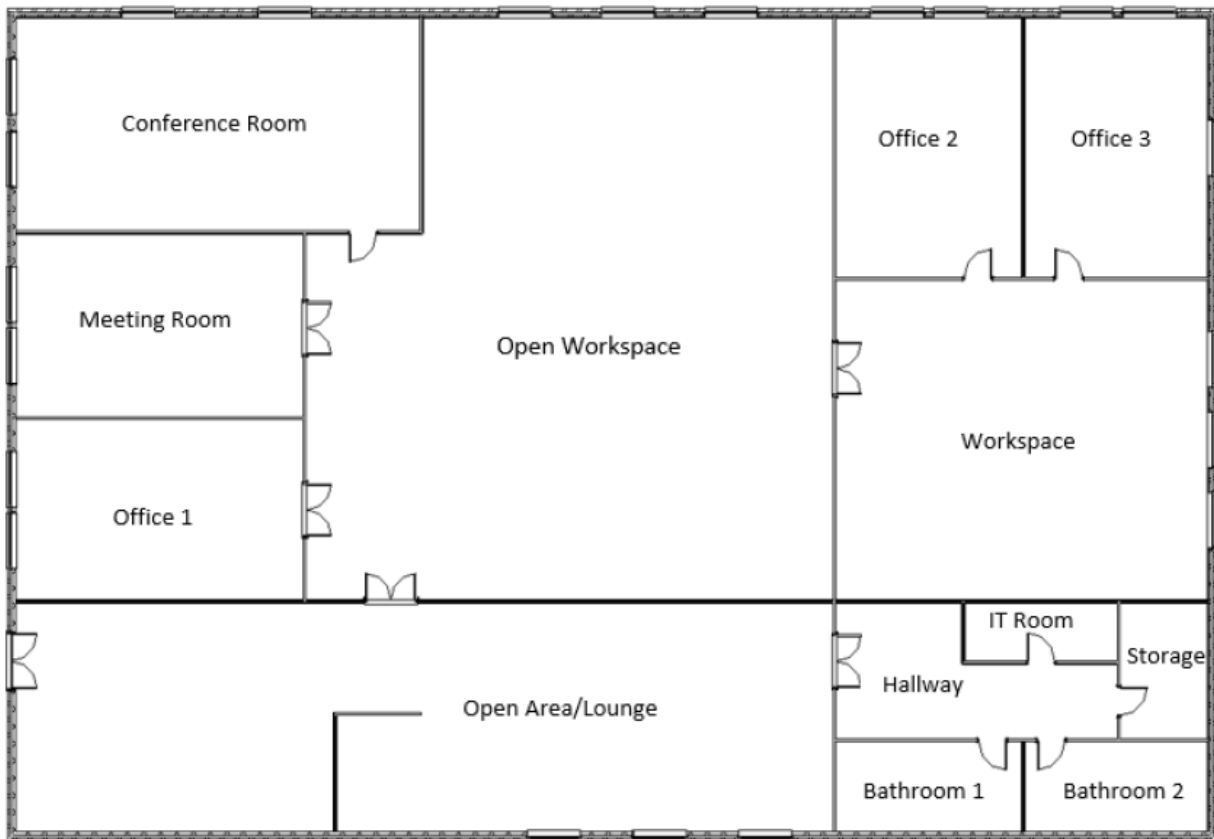 Conference Room
Office 2
Office 3
Meeting Room
Open Workspace
Workspace
Office 1
IT Room
Storage
Hallway
Open Area/Lounge
Bathroom 1
Bathroom 2